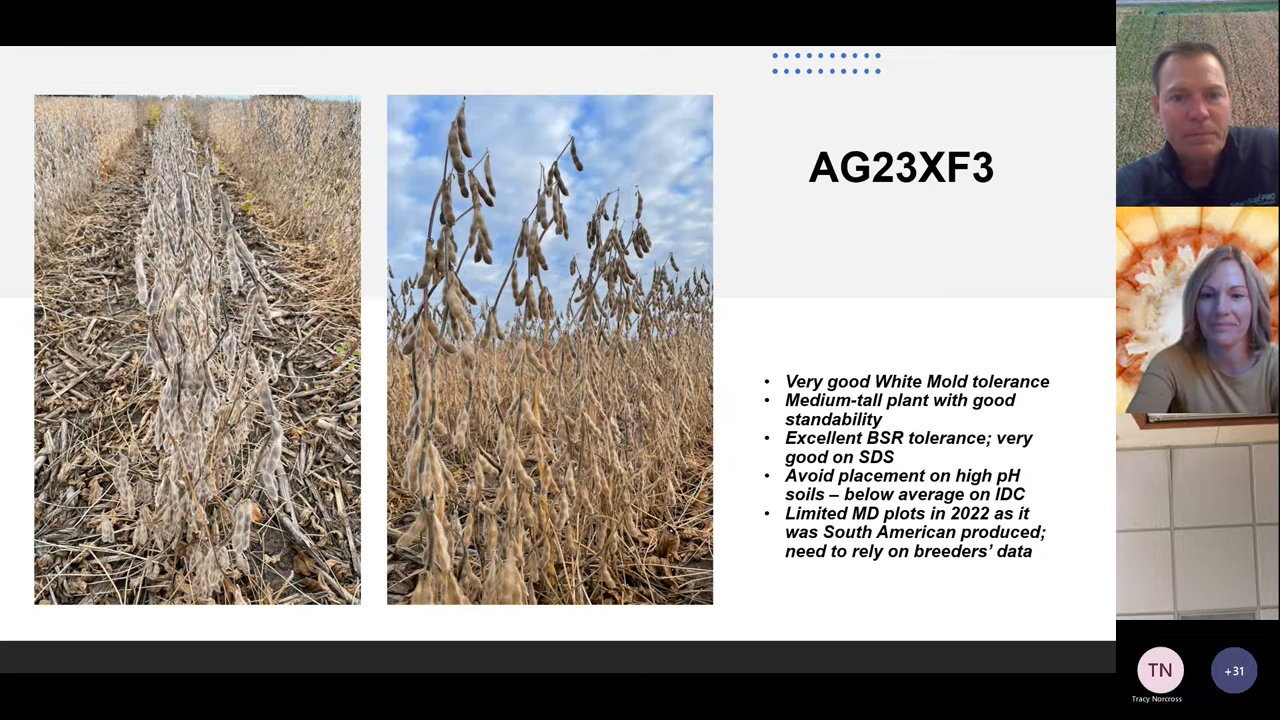 AG23XF3
• Very good White Mold tolerance
• Medium-tall plant with good
standability
• Excellent BSR tolerance; very
good on SDS
• Avoid placement on high pH
soils – below average on IDC
• Limited MD plots in 2022 as it
was South American produced;
need to rely on breeders’ data
TN
+31
Tracy Norcross